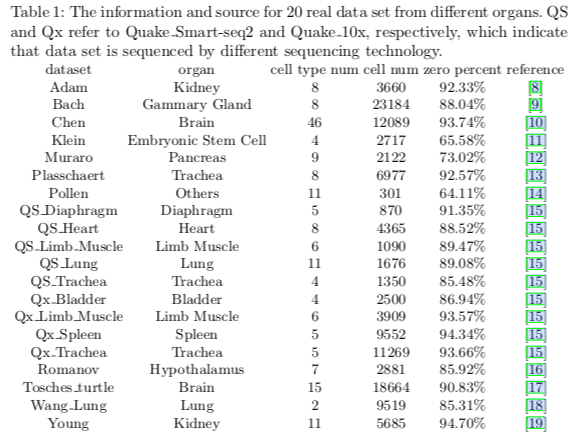 Table 1: The information and source for 20 real data set from different organs. QS
and Qx refer to Quake_Smart-seq2 and Quake_10x, respectively, which indicate
that data set is sequenced by different sequencing technology.
dataset organ cell type num cell num zero percent reference
Adam Kidney 8 3660 92.33% [8]
Bach Gammary Gland 8 23184 88.04% [9]
Chen Brain 46 12089 93.74% [10]
Klein Embryonic Stem Cell 4 2717 65.58% [11]
Muraro Pancreas 9 2122 73.02% [12]
Plasschaert Trachea 8 6977 92.57% [13]
Pollen Others 11 301 64.11% [14]
QS_Diaphragm Diaphragm 5 870 91.35% [15]
QS_Heart Heart 8 4365 88.52% [15]
QS_Limb_Muscle Limb Muscle 6 1090 89.47% [15]
QS_Lung Lung 11 1676 89.08% [15]
QS_Trachea Trachea 4 1350 85.48% [15]
Qx_Bladder Bladder 4 2500 86.94% [15]
Qx_Limb_Muscle Limb Muscle 6 3909 93.57% [15]
Qx_Spleen Spleen 5 9552 94.34% [15]
Qx_Trachea Trachea 5 11269 93.66% [15]
Romanov Hypothalamus 7 2881 85.92% [16]
Tosches_turtle Brain 15 18664 90.83% [17]
Wang_Lung Lung 2 9519 85.31% [18]
Young Kidney 11 5685 94.70% [19]